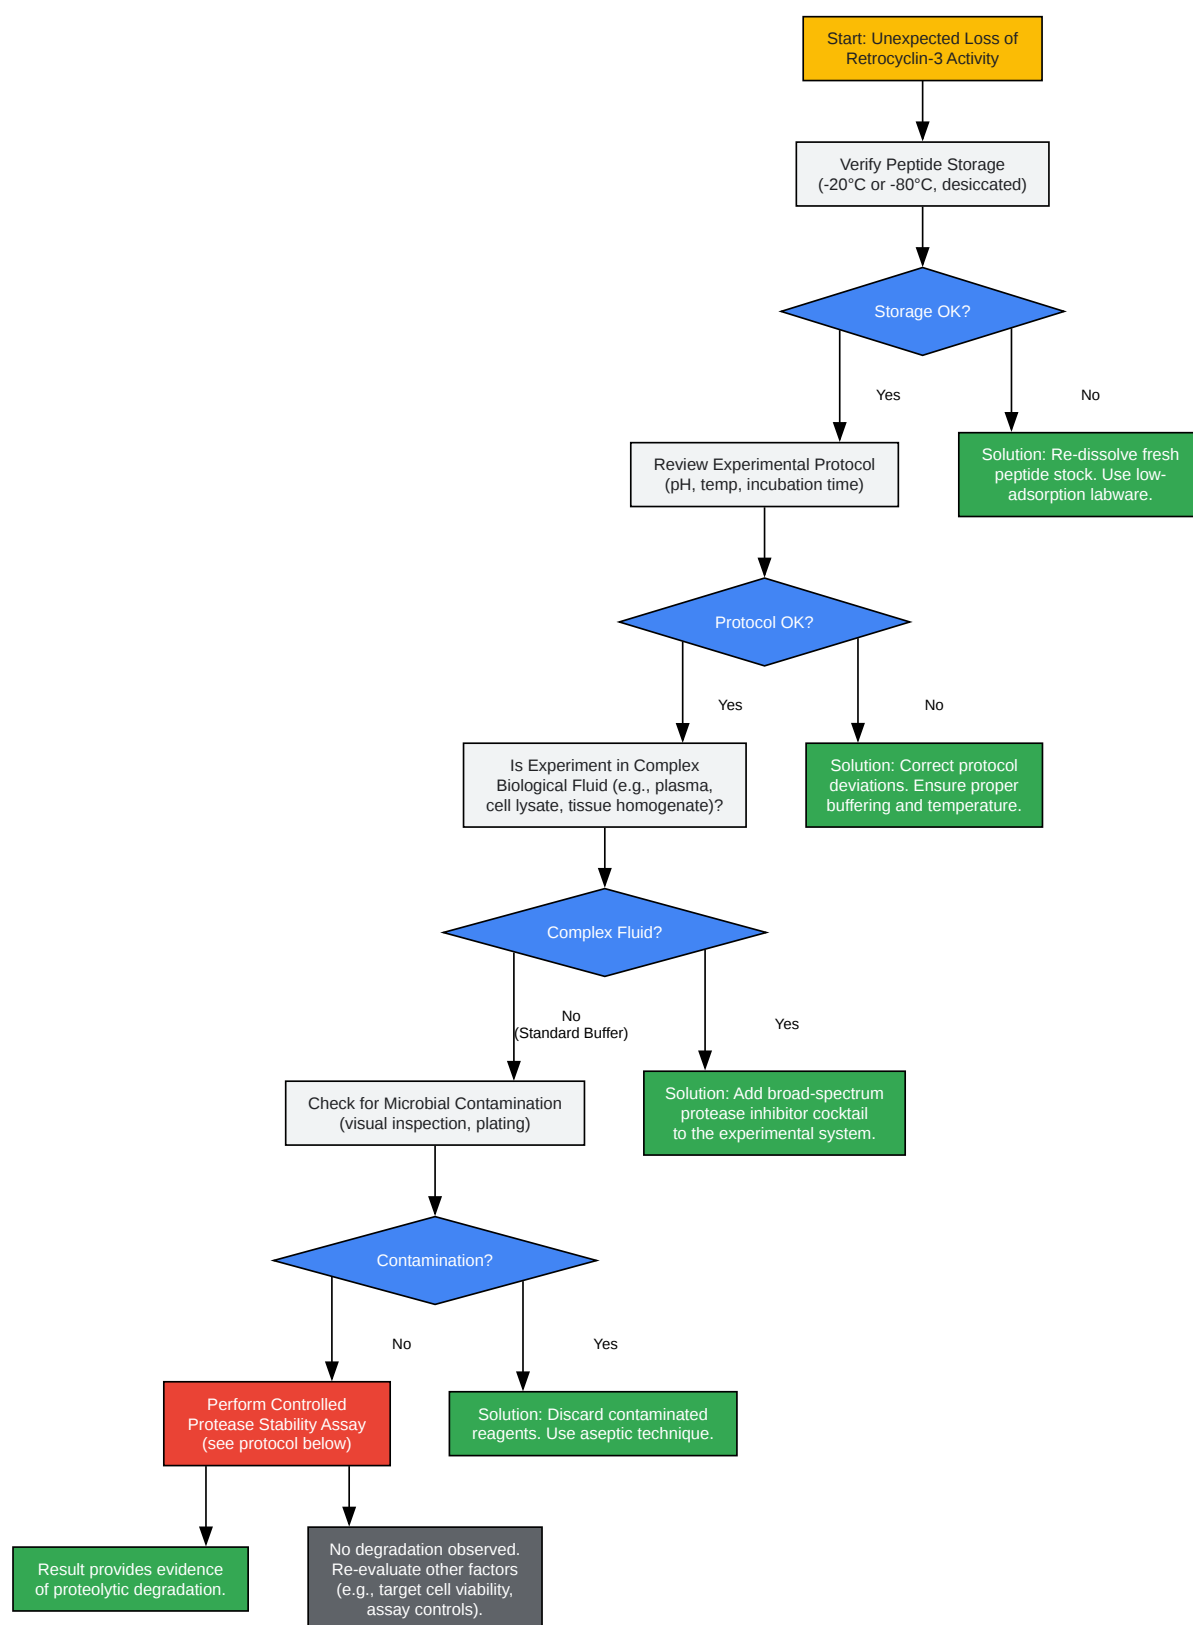 Start: Unexpected Loss of
Retrocyclin-3 Activity
Verify Peptide Storage
(-20°C or -80°C, desiccated)
Storage OK?
Yes
No
Review Experimental Protocol
(pH, temp, incubation time)
Solution: Re-dissolve fresh
peptide stock. Use low-
adsorption labware.
Protocol OK?
Yes
No
Is Experiment in Complex
Biological Fluid (e.g., plasma,
cell lysate, tissue homogenate)?
Solution: Correct protocol
deviations. Ensure proper
buffering and temperature.
Complex Fluid?
No
(Standard Buffer)
Yes
Check for Microbial Contamination
(visual inspection, plating)
Solution: Add broad-spectrum
protease inhibitor cocktail
to the experimental system.
Contamination?
No
Yes
Perform Controlled
Protease Stability Assay
(see protocol below)
Solution: Discard contaminated
reagents. Use aseptic technique.
Result provides evidence
of proteolytic degradation.
No degradation observed.
Re-evaluate other factors
(e.g., target cell viability,
assay controls).